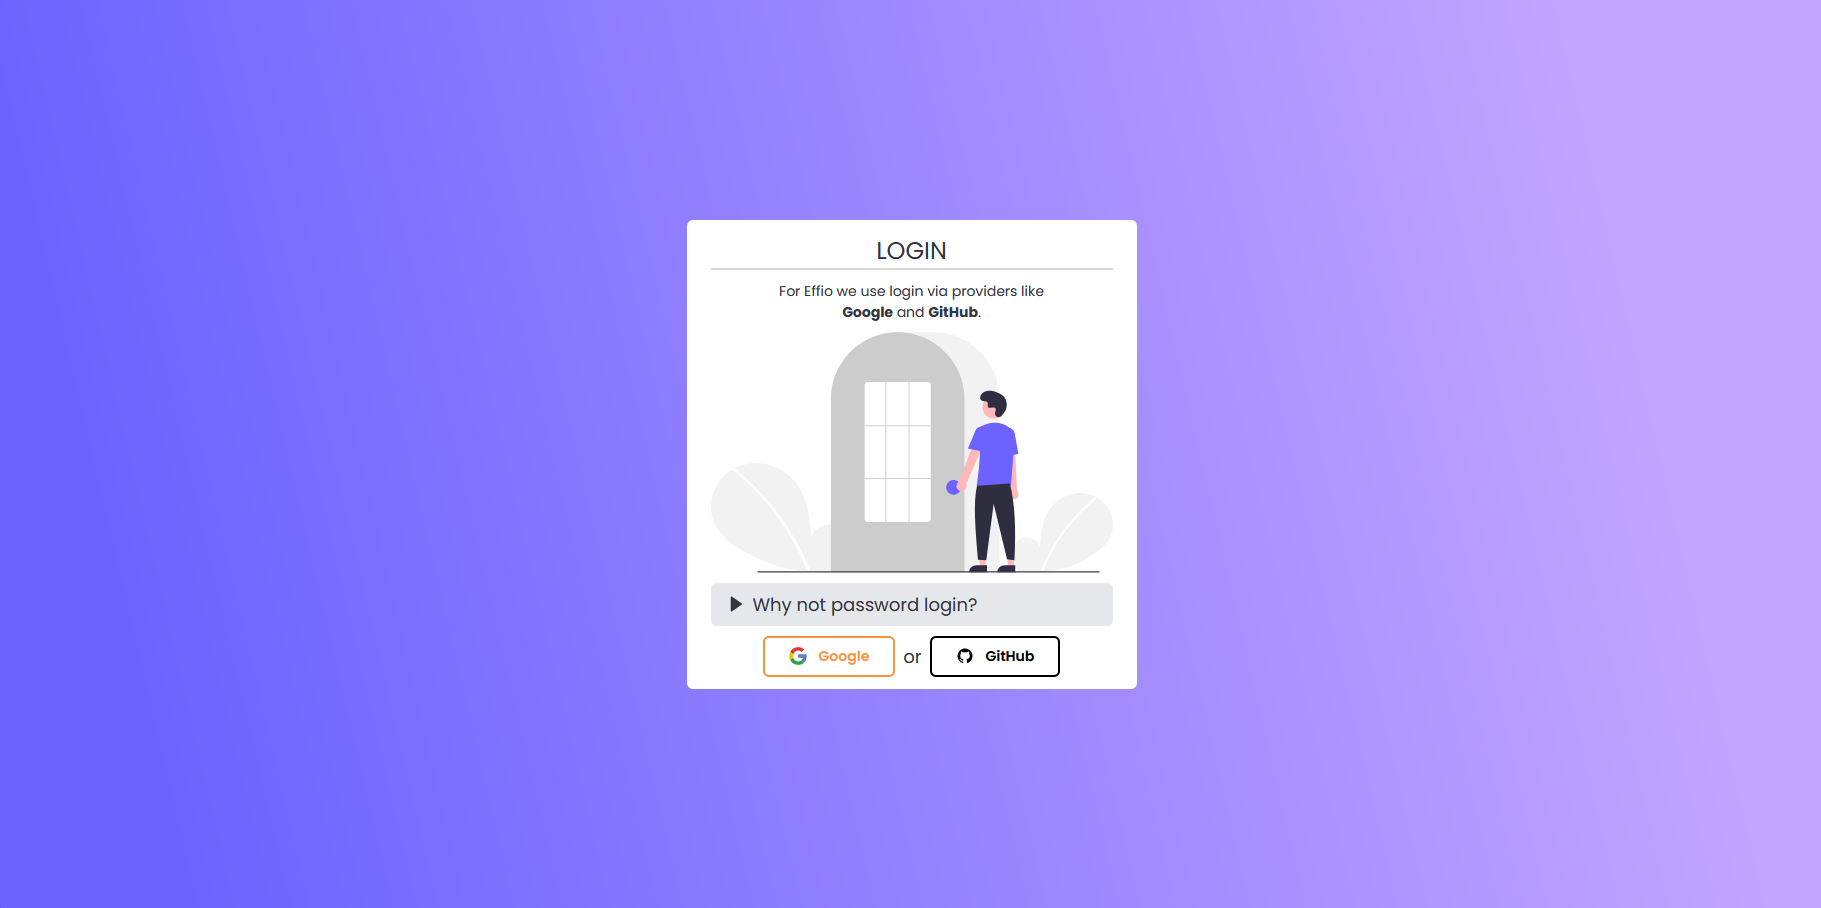 LOGIN
For Effio we use login via providers like
Google and GitHub.
Why not password login?
Google or GitHub